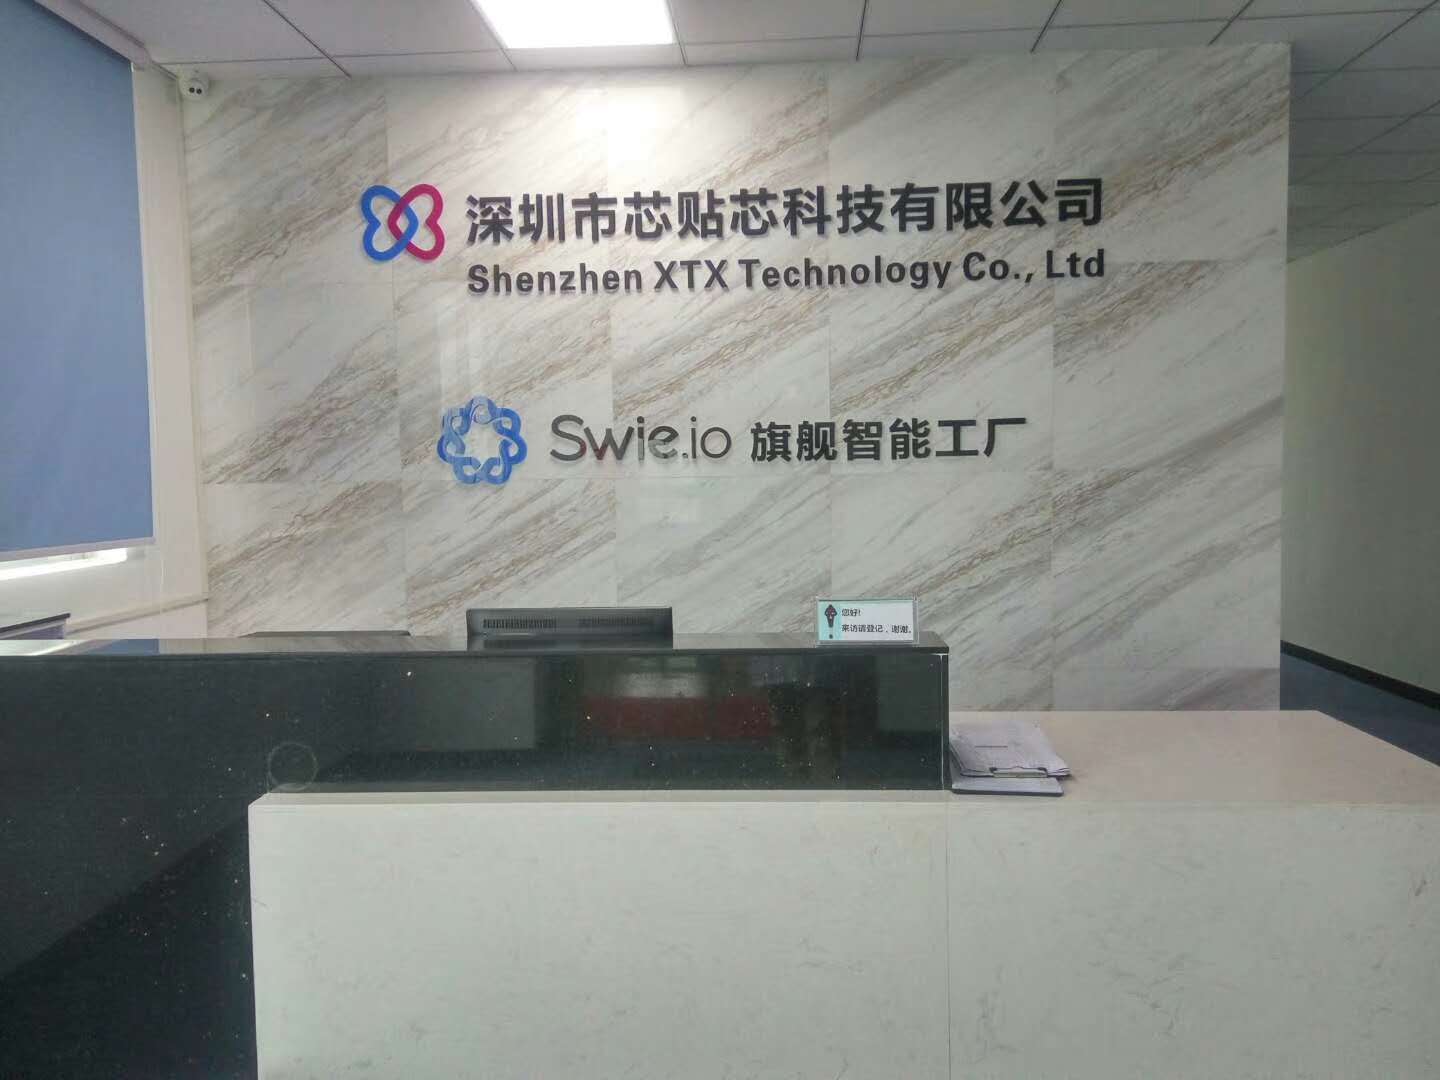 深圳市芯贴芯科技有限公司
Shenzhen XTX Technology Co., Ltd
Swie.io 旗舰智能工厂
您好!
来访请登记，谢谢。